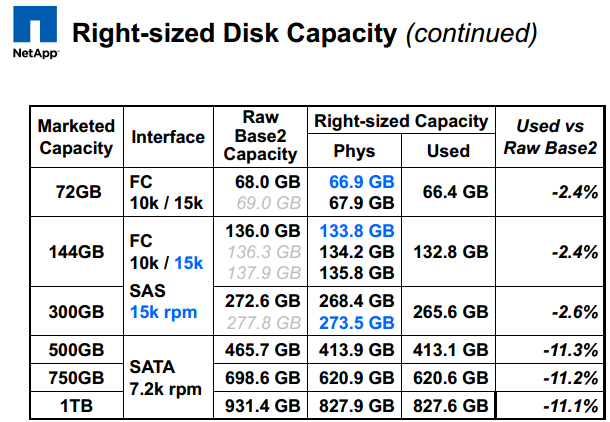 Right-sized Disk Capacity (continued)
NetApp
Marketed Capacity Interface Raw Base2 Capacity Right-sized Capacity Used vs Raw Base2
Phys Used
72GB FC 10k / 15k 68.0 GB 66.9 GB 66.4 GB -2.4%
69.0 GB 67.9 GB
144GB FC 10k / 15k 136.0 GB 133.8 GB 132.8 GB -2.4%
136.3 GB 134.2 GB
137.9 GB 135.8 GB
300GB SAS 15k rpm 272.6 GB 268.4 GB 265.6 GB -2.6%
277.8 GB 273.5 GB
500GB SATA 7.2k rpm 465.7 GB 413.9 GB 413.1 GB -11.3%
750GB 698.6 GB 620.9 GB 620.6 GB -11.2%
1TB 931.4 GB 827.9 GB 827.6 GB -11.1%